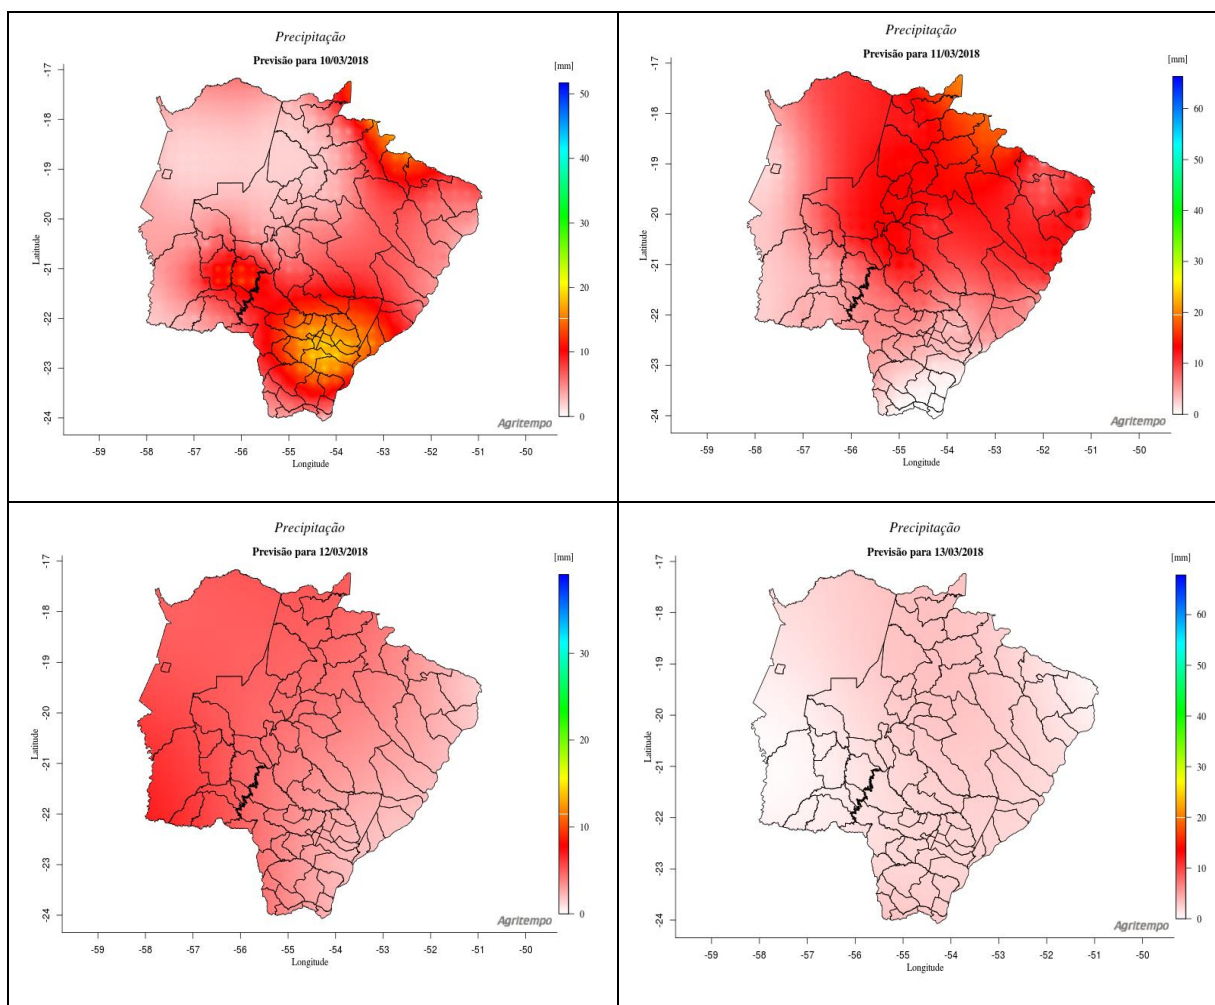 Precipitação
Previsão para 10/03/2018
[mm]
50
40
30
20
10
0
-17
-18
-19
-20
-21
-22
-23
-24
Latitude
-59 -58 -57 -56 -55 -54 -53 -52 -51 -50
Longitude
Agritempo
Precipitação
Previsão para 11/03/2018
[mm]
60
50
40
30
20
10
0
-17
-18
-19
-20
-21
-22
-23
-24
Latitude
-59 -58 -57 -56 -55 -54 -53 -52 -51 -50
Longitude
Agritempo
Precipitação
Previsão para 12/03/2018
[mm]
30
20
10
0
-17
-18
-19
-20
-21
-22
-23
-24
Latitude
-59 -58 -57 -56 -55 -54 -53 -52 -51 -50
Longitude
Agritempo
Precipitação
Previsão para 13/03/2018
[mm]
60
50
40
30
20
10
0
-17
-18
-19
-20
-21
-22
-23
-24
Latitude
-59 -58 -57 -56 -55 -54 -53 -52 -51 -50
Longitude
Agritempo